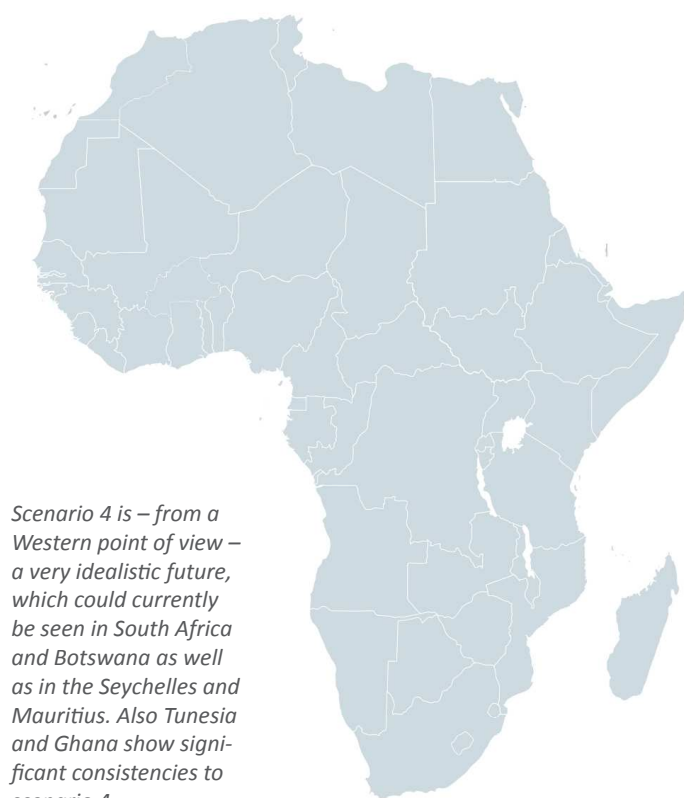 Scenario 4 is – from a
Western point of view –
a very idealistic future,
which could currently
be seen in South Africa
and Botswana as well
as in the Seychelles and
Mauritius. Also Tunesia
and Ghana show signi-
ficant consistencies to
scenario 4